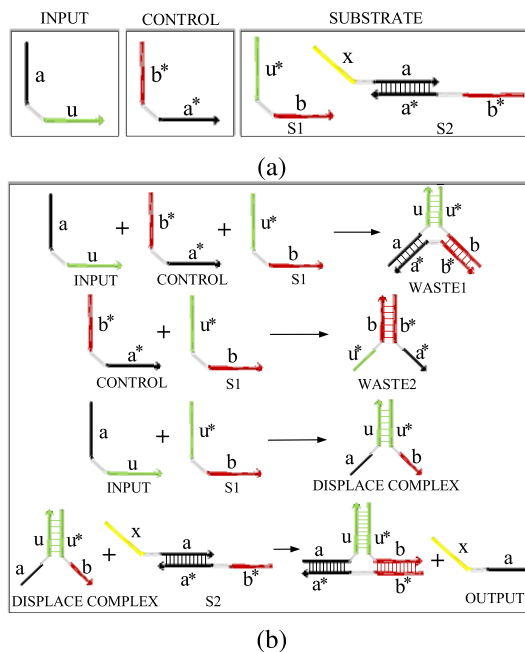 INPUT CONTROL SUBSTRATE
a u b* a* u* b S1 x a a* b* S2
(a)
a u INPUT + b* a* CONTROL + u* b S1 u u* a a* b b* WASTE1
b* a* CONTROL + u* b S1 b b* u* a* WASTE2
a u INPUT + u* b S1 u u* a b DISPLACE COMPLEX
u u* a b DISPLACE COMPLEX + x a a* b* S2 u u* a a* b b* + x a OUTPUT
(b)